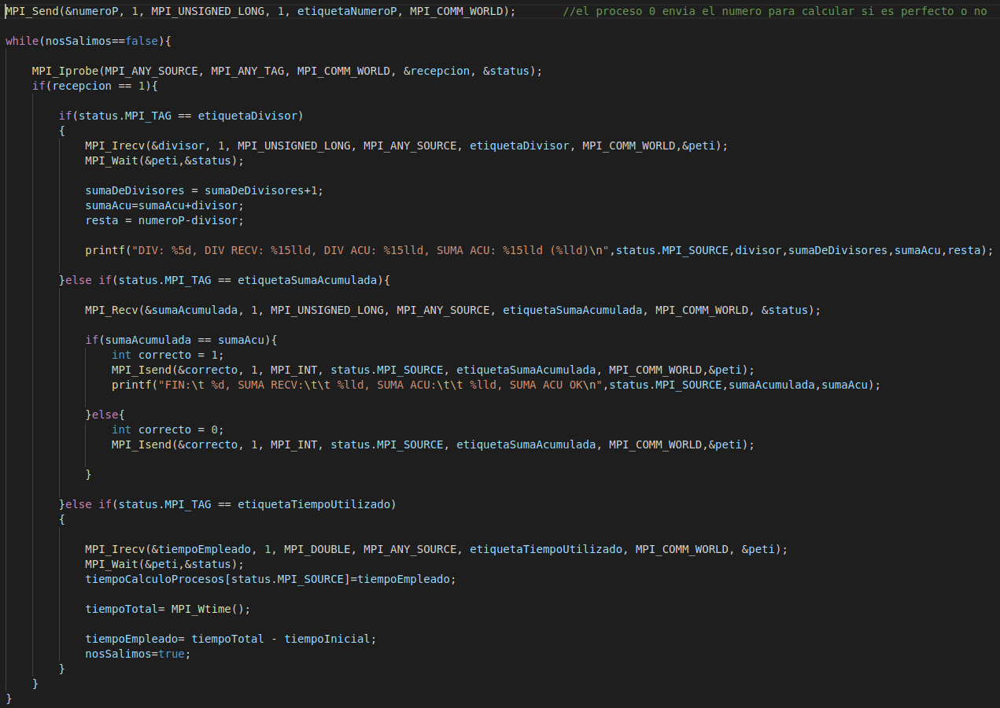 MPI_Send(&numeroP, 1, MPI_UNSIGNED_LONG, 1, etiquetaNumeroP, MPI_COMM_WORLD);       //el proceso 0 envia el numero para calcular si es perfecto o no
while(nosSalimos==false){
MPI_Iprobe(MPI_ANY_SOURCE, MPI_ANY_TAG, MPI_COMM_WORLD, &recepcion, &status);
if(recepcion == 1){
if(status.MPI_TAG == etiquetaDivisor)
{
MPI_Irecv(&divisor, 1, MPI_UNSIGNED_LONG, MPI_ANY_SOURCE, etiquetaDivisor, MPI_COMM_WORLD,&peti);
MPI_Wait(&peti,&status);
sumaDeDivisores = sumaDeDivisores+1;
sumaAcu=sumaAcu+divisor;
resta = numeroP-divisor;
printf("DIV: %5d, DIV RECV: %15lld, DIV ACU: %15lld, SUMA ACU: %15lld (%lld)\n",status.MPI_SOURCE,divisor,sumaDeDivisores,sumaAcu,resta);
}else if(status.MPI_TAG == etiquetaSumaAcumulada){
MPI_Recv(&sumaAcumulada, 1, MPI_UNSIGNED_LONG, MPI_ANY_SOURCE, etiquetaSumaAcumulada, MPI_COMM_WORLD, &status);
if(sumaAcumulada == sumaAcu){
int correcto = 1;
MPI_Isend(&correcto, 1, MPI_INT, status.MPI_SOURCE, etiquetaSumaAcumulada, MPI_COMM_WORLD,&peti);
printf("FIN:\t %d, SUMA RECV:\t\t %lld, SUMA ACU:\t\t %lld, SUMA ACU OK\n",status.MPI_SOURCE,sumaAcumulada,sumaAcu);
}else{
int correcto = 0;
MPI_Isend(&correcto, 1, MPI_INT, status.MPI_SOURCE, etiquetaSumaAcumulada, MPI_COMM_WORLD,&peti);
}
}else if(status.MPI_TAG == etiquetaTiempoUtilizado)
{
MPI_Irecv(&tiempoEmpleado, 1, MPI_DOUBLE, MPI_ANY_SOURCE, etiquetaTiempoUtilizado, MPI_COMM_WORLD, &peti);
MPI_Wait(&peti,&status);
tiempoCalculoProcesos[status.MPI_SOURCE]=tiempoEmpleado;
tiempoTotal= MPI_Wtime();
tiempoEmpleado= tiempoTotal - tiempoInicial;
nosSalimos=true;
}
}
}